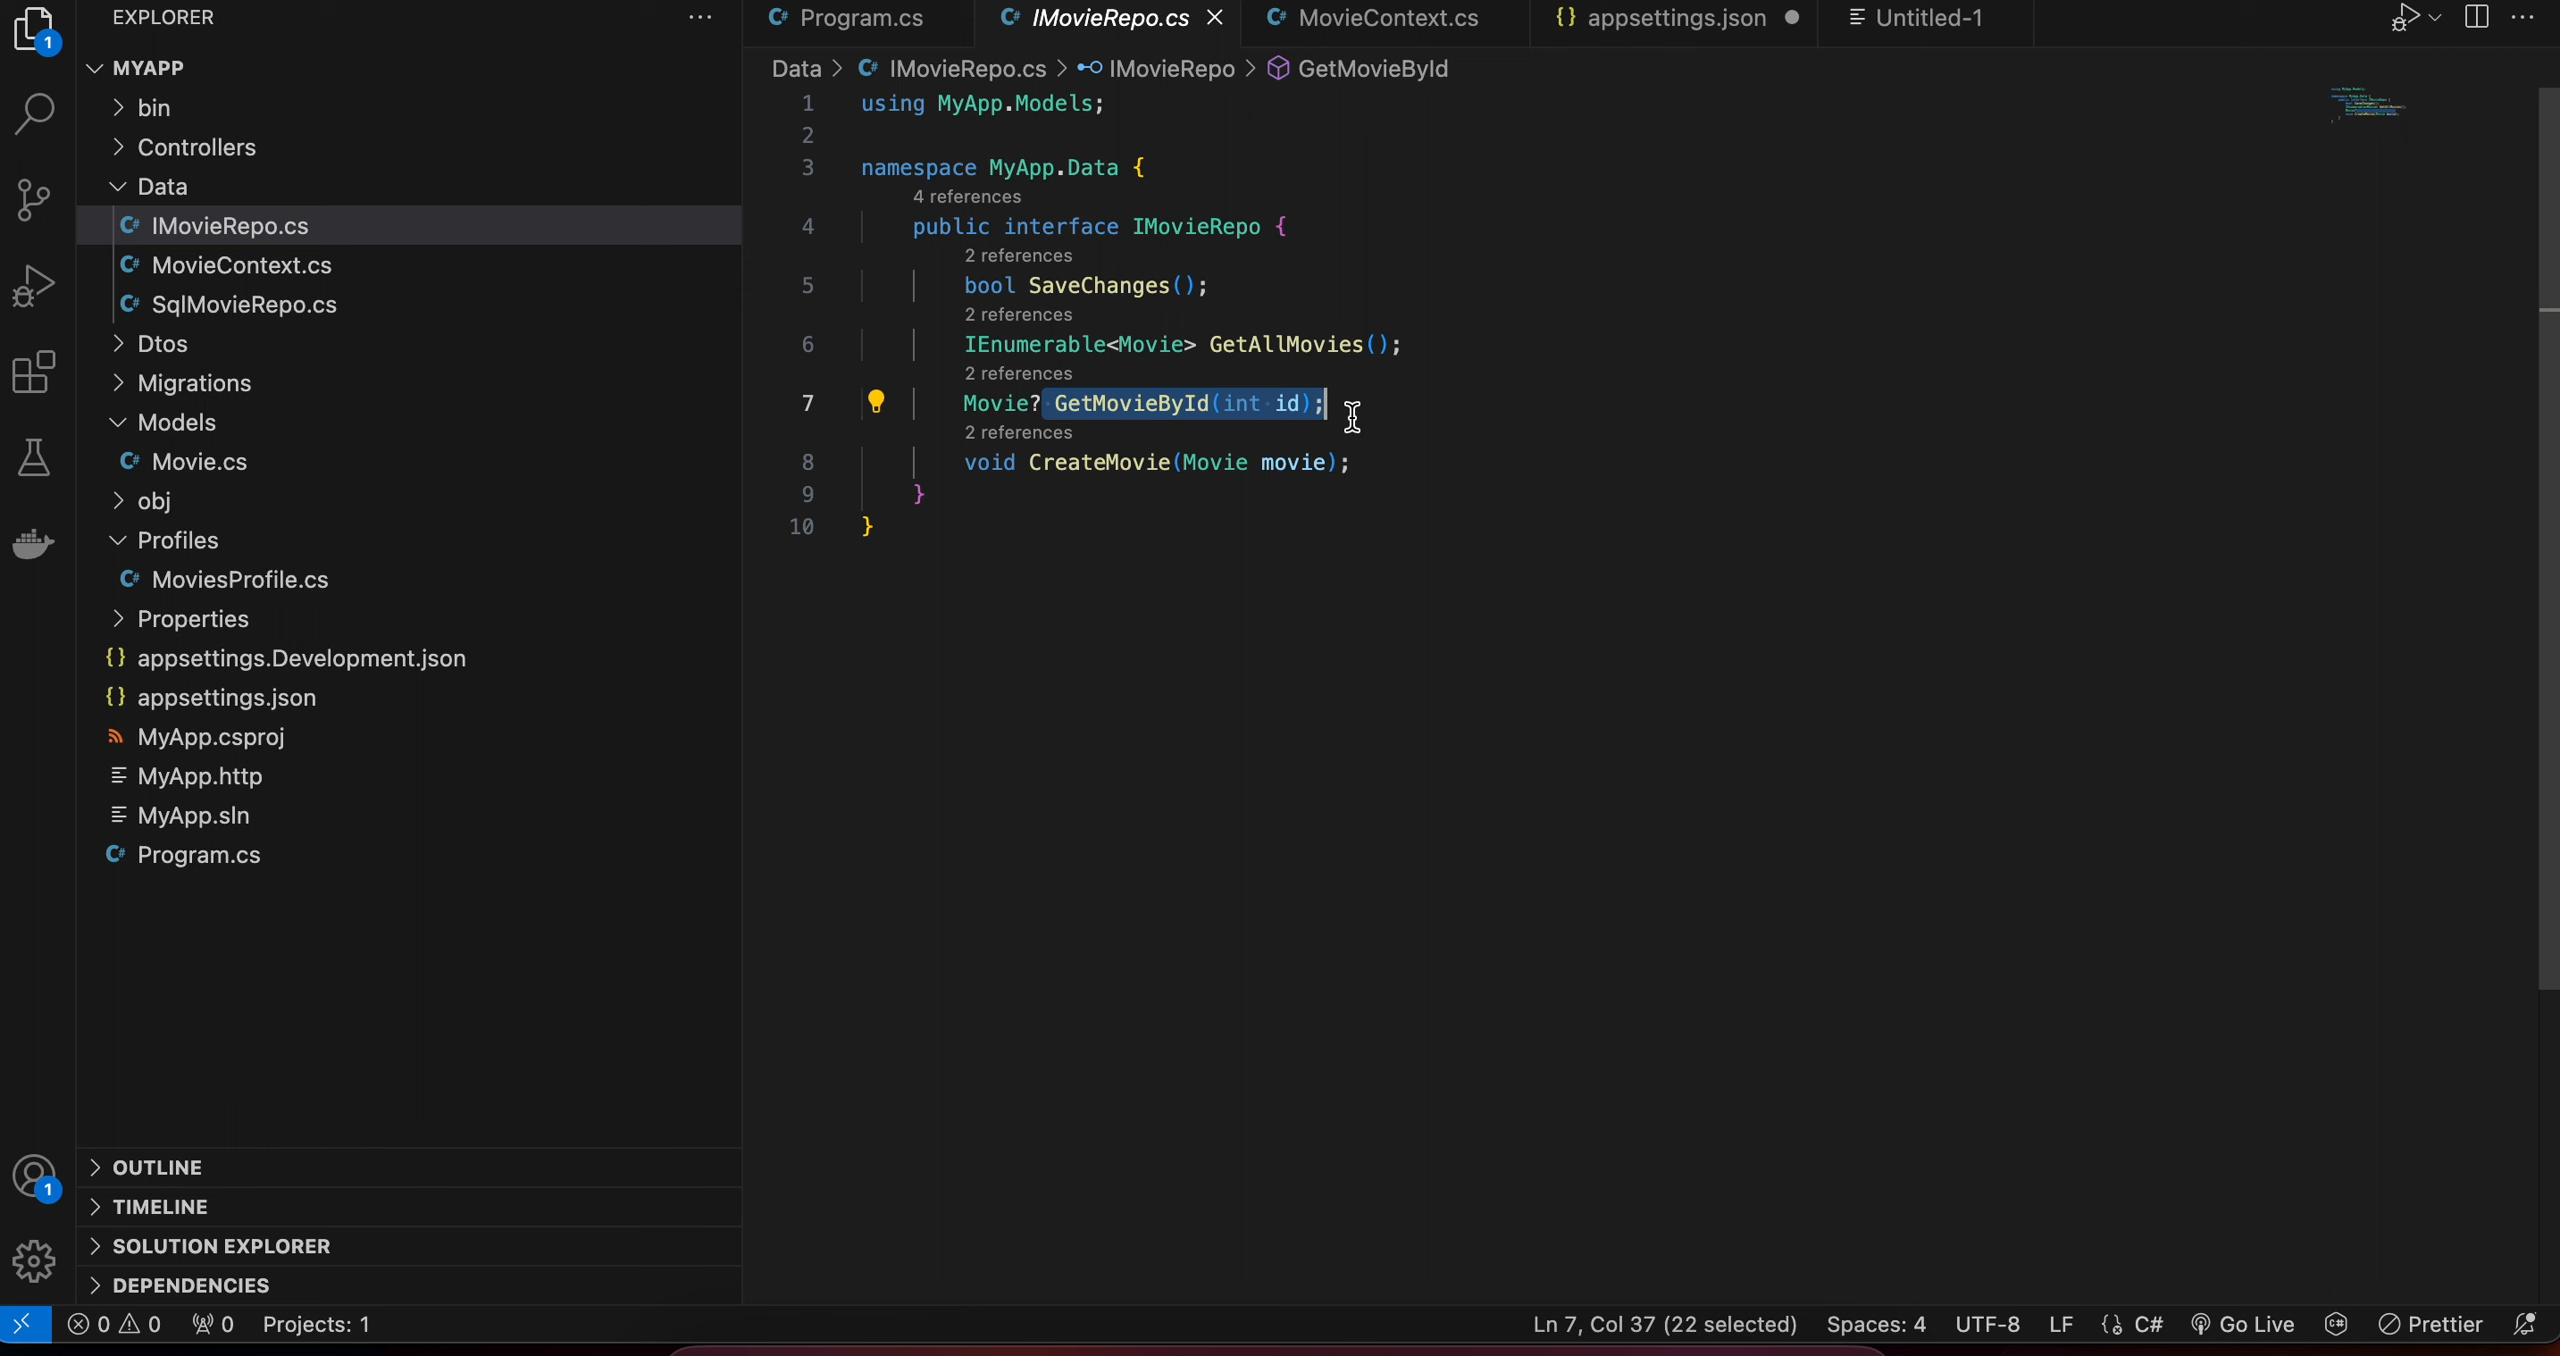 EXPLORER
MYAPP
bin
Controllers
Data
IMovieRepo.cs
MovieContext.cs
SqlMovieRepo.cs
Dtos
Migrations
Models
Movie.cs
obj
Profiles
MoviesProfile.cs
Properties
appsettings.Development.json
appsettings.json
MyApp.csproj
MyApp.http
MyApp.sln
Program.cs
OUTLINE
TIMELINE
SOLUTION EXPLORER
DEPENDENCIES
1
1
Program.cs IMovieRepo.cs MovieContext.cs appsettings.json Untitled-1
Data > IMovieRepo.cs > IMovieRepo > GetMovieById
1 using MyApp.Models;
2
3 namespace MyApp.Data {
4 references
4 public interface IMovieRepo {
2 references
5 bool SaveChanges();
2 references
6 IEnumerable<Movie> GetAllMovies();
2 references
7 Movie? GetMovieById(int id);
2 references
8 void CreateMovie(Movie movie);
9 }
10 }
0 0 0 Projects: 1 Ln 7, Col 37 (22 selected) Spaces: 4 UTF-8 LF C# Go Live Prettier